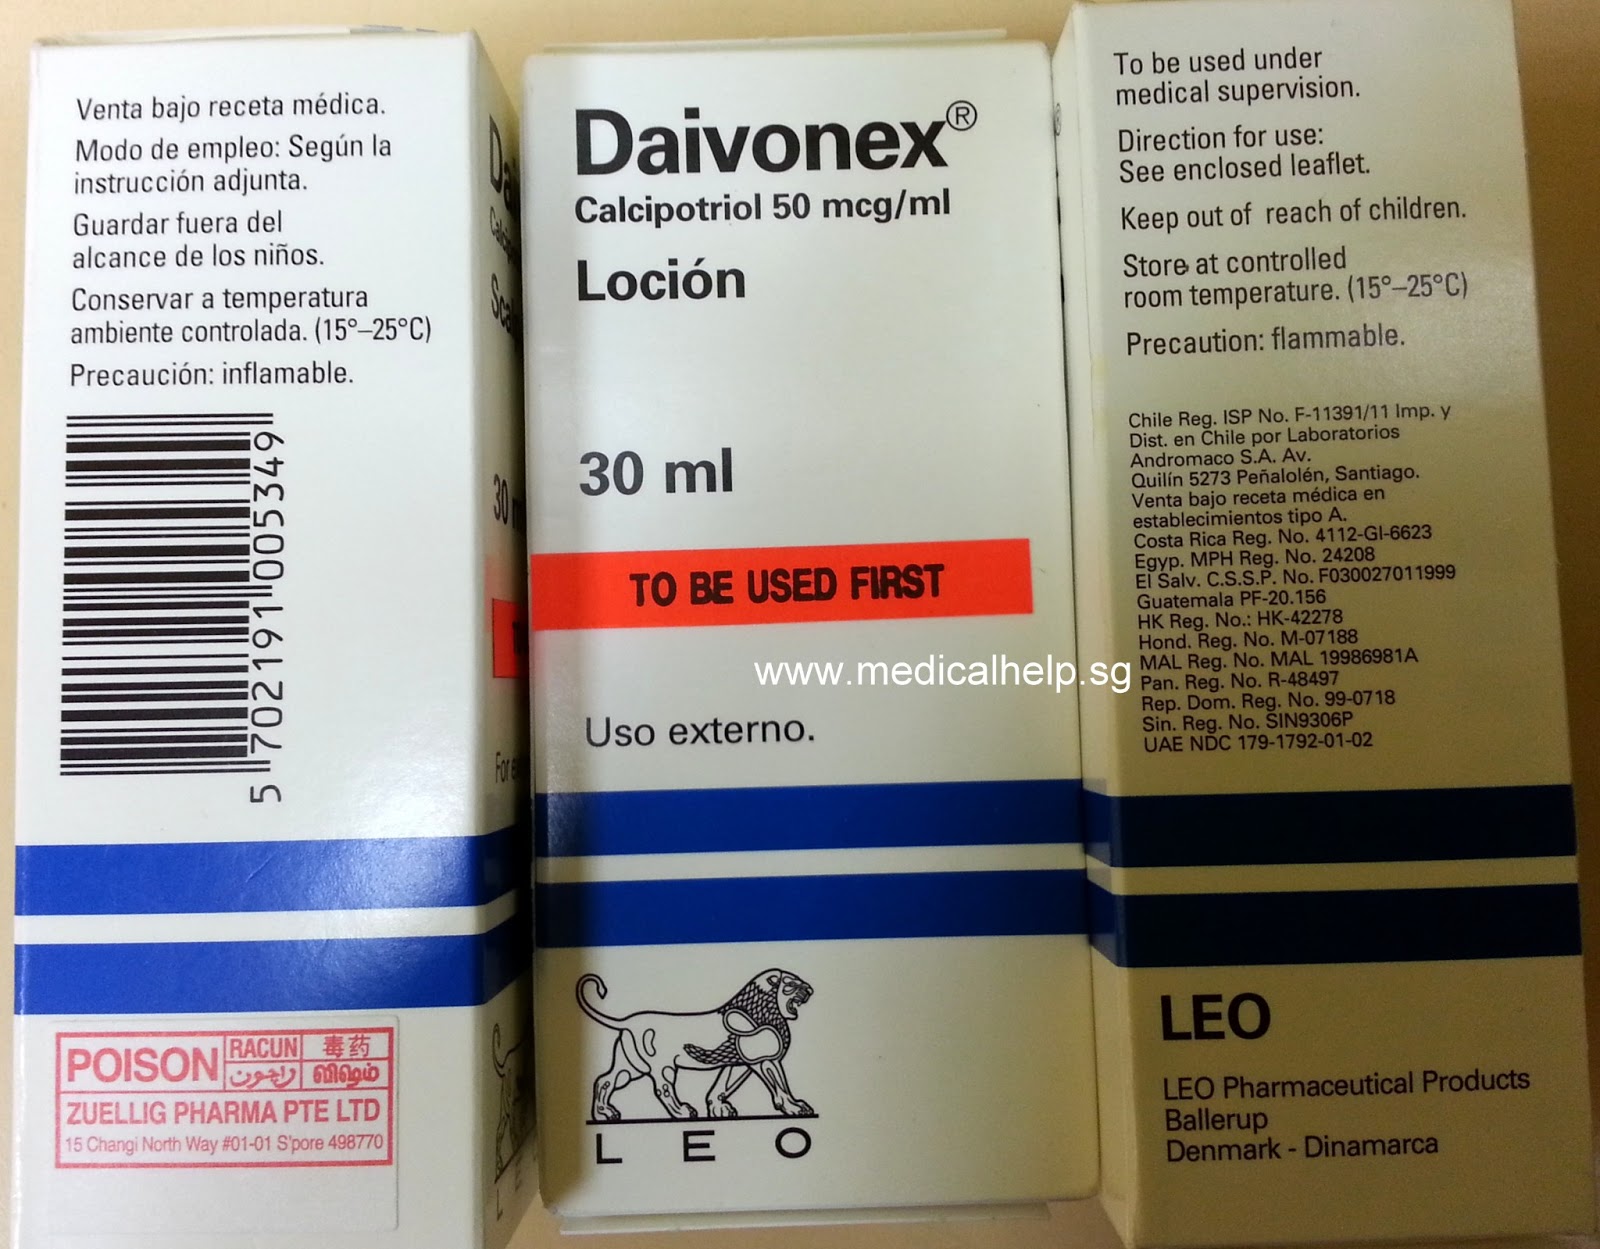 Venta bajo receta médica.
Modo de empleo: Según la
instrucción adjunta.
Guardar fuera del
alcance de los niños.
Conservar a temperatura
ambiente controlada. (15°–25°C)
Precaución: inflamable.
5 702191 005349
POISON
RACUN
毒药
راچون
விஷம்
ZUELLIG PHARMA PTE LTD
15 Changi North Way #01-01 S'pore 498770
Daivonex®
Calcipotriol 50 mcg/ml
Loción
30 ml
TO BE USED FIRST
www.medicalhelp.sg
Uso externo.
LEO
To be used under
medical supervision.
Direction for use:
See enclosed leaflet.
Keep out of reach of children.
Store at controlled
room temperature. (15°–25°C)
Precaution: flammable.
Chile Reg. ISP No. F-11391/11 Imp. y
Dist. en Chile por Laboratorios
Andromaco S.A. Av.
Quilín 5273 Peñalolén, Santiago.
Venta bajo receta médica en
establecimientos tipo A.
Costa Rica Reg. No. 4112-GI-6623
Egyp. MPH Reg. No. 24208
El Salv. C.S.S.P. No. F030027011999
Guatemala PF-20.156
HK Reg. No.: HK-42278
Hond. Reg. No. M-07188
MAL Reg. No. MAL 19986981A
Pan. Reg. No. R-48497
Rep. Dom. Reg. No. 99-0718
Sin. Reg. No. SIN9306P
UAE NDC 179-1792-01-02
LEO
LEO Pharmaceutical Products
Ballerup
Denmark - Dinamarca